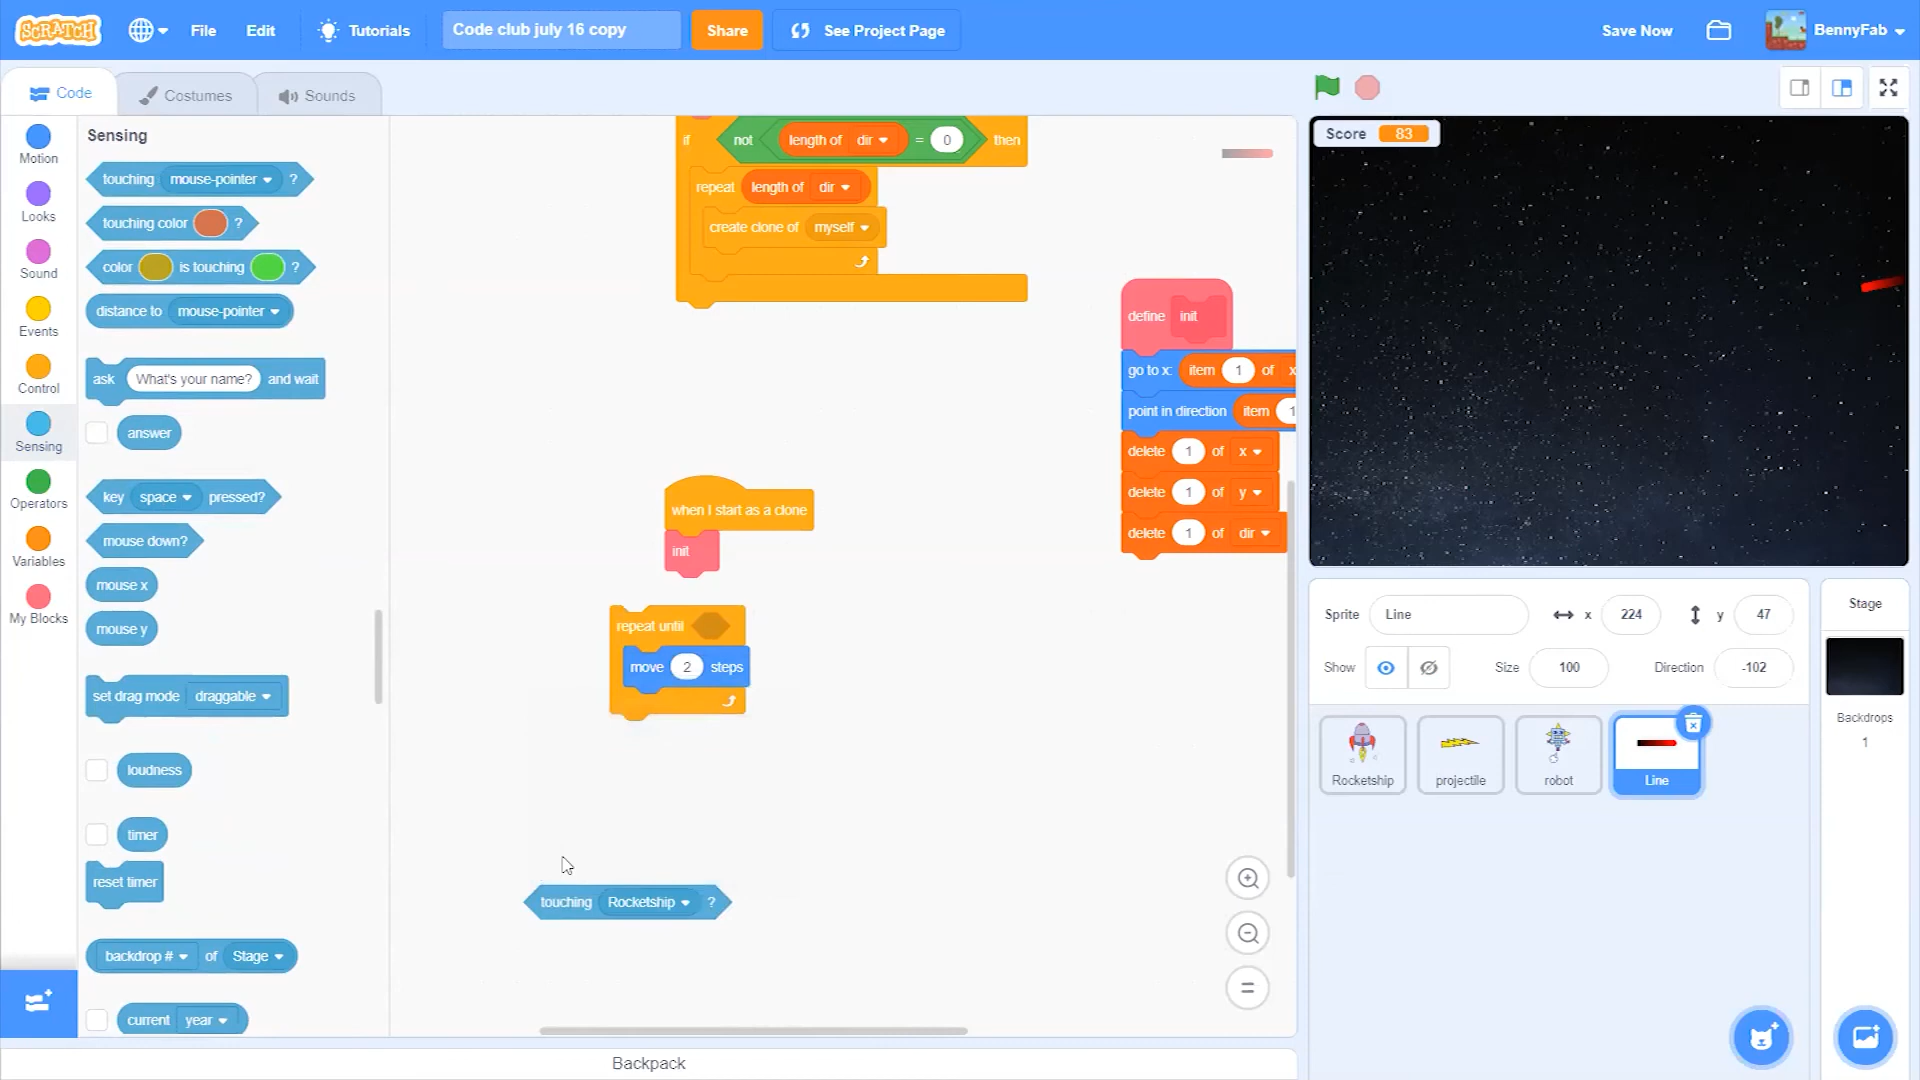 SCRATCH File Edit Tutorials Code club july 16 copy Share See Project Page Save Now BennyFab
Code Costumes Sounds
Motion
Looks
Sound
Events
Control
Sensing
Operators
Variables
My Blocks
Sensing
touching mouse-pointer ?
touching color ?
color is touching ?
distance to mouse-pointer
ask What's your name? and wait
answer
key space pressed?
mouse down?
mouse x
mouse y
set drag mode draggable
loudness
timer
reset timer
backdrop # of Stage
current year
if not length of dir = 0 then
repeat length of dir
create clone of myself
when I start as a clone
init
repeat until
move 2 steps
touching Rocketship ?
define init
go to x: item 1 of x
point in direction item 1
delete 1 of x
delete 1 of y
delete 1 of dir
Backpack
Score 83
Sprite Line x 224 y 47
Show Size 100 Direction -102
Rocketship projectile robot Line
Stage
Backdrops
1